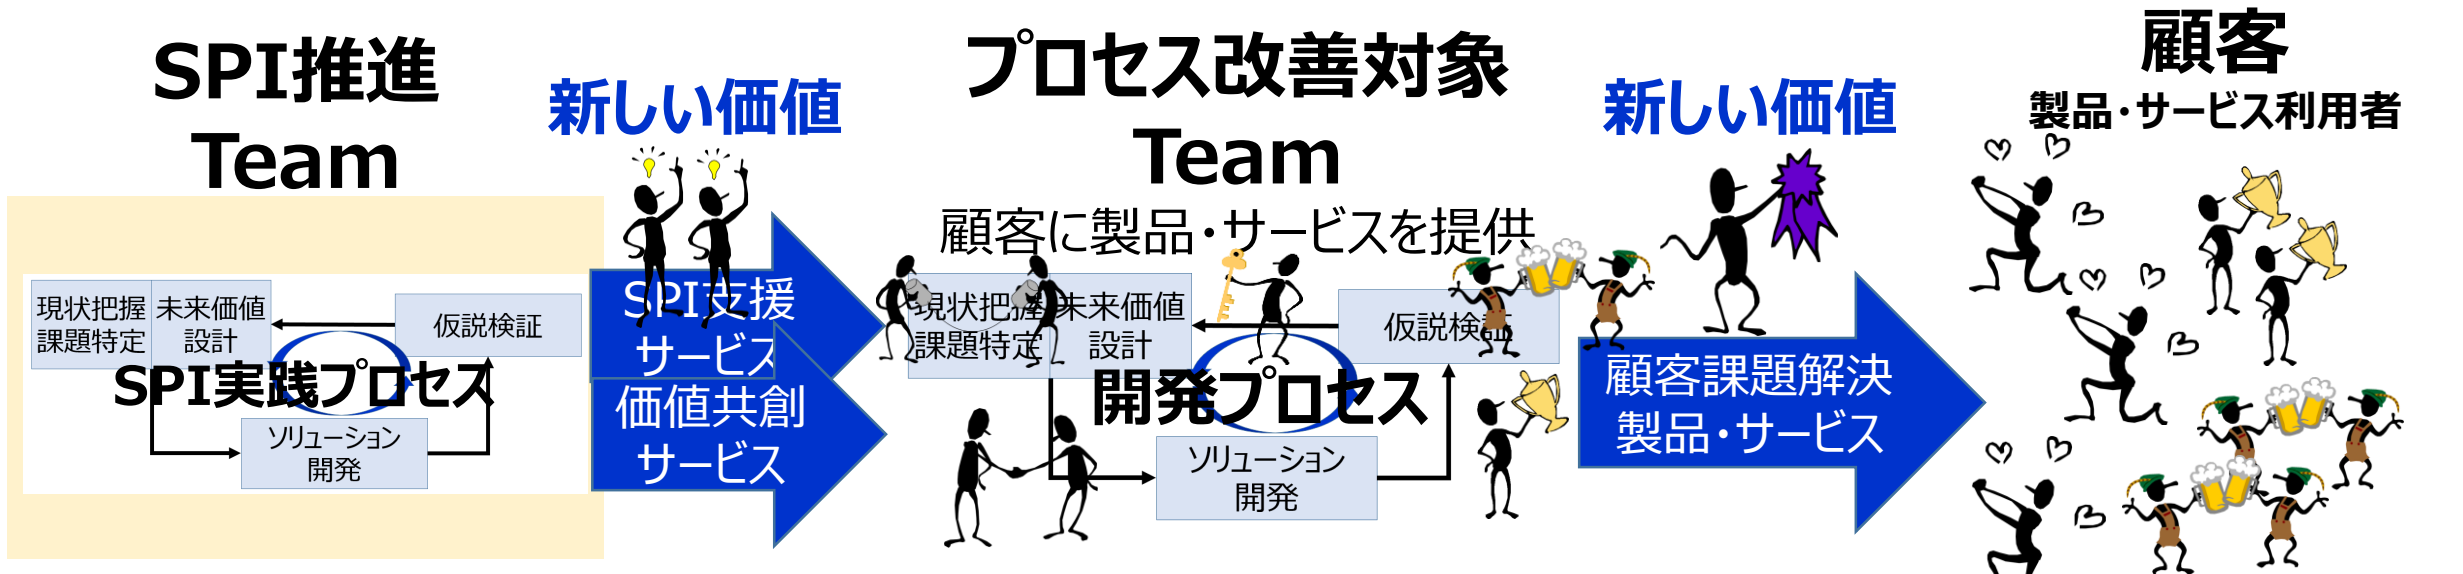 SPI推進
Team
現状把握
課題特定
未来価値
設計
仮説検証
SPI実践プロセス
ソリューション
開発
新しい価値
SPI支援
サービス
価値共創
サービス
プロセス改善対象
Team
顧客に製品・サービスを提供
現状把握
課題特定
未来価値
設計
仮説検証
開発プロセス
ソリューション
開発
新しい価値
顧客課題解決
製品・サービス
顧客
製品・サービス利用者